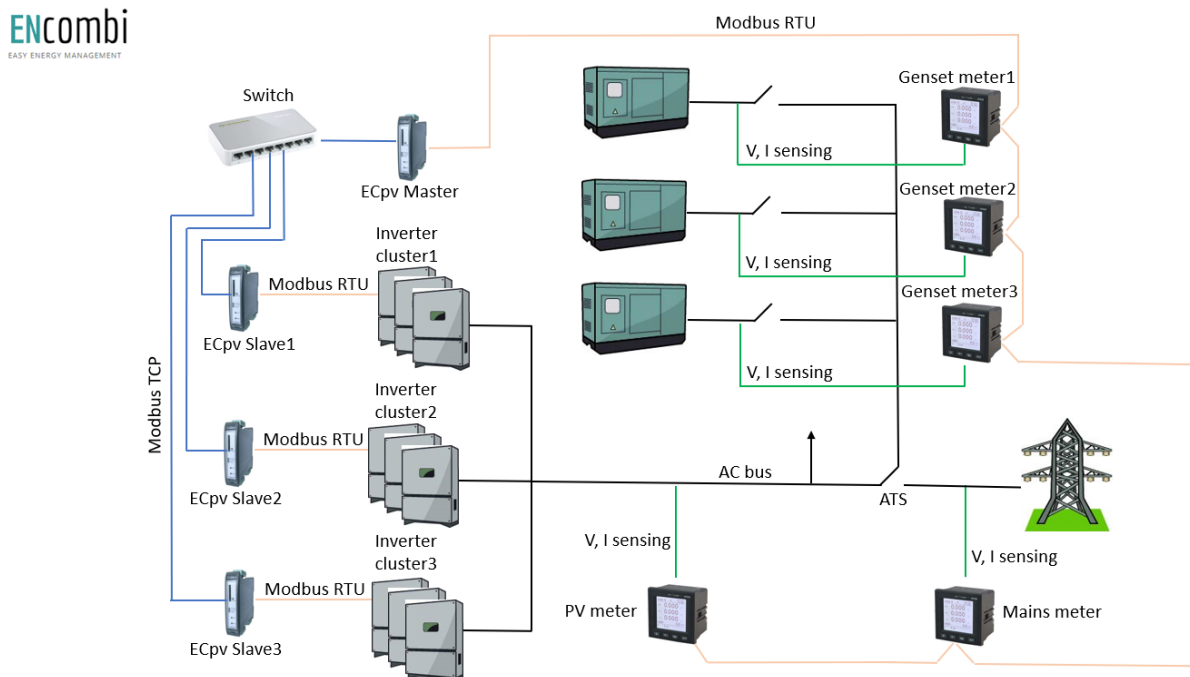 ENcombi
EASY ENERGY MANAGEMENT
Modbus RTU
Switch
Genset meter1
V, I sensing
ECpv Master
Genset meter2
Inverter
cluster1
V, I sensing
Modbus RTU
Genset meter3
ECpv Slave1
V, I sensing
Inverter
cluster2
Modbus TCP
Modbus RTU
AC bus
ATS
ECpv Slave2
Inverter
cluster3
V, I sensing
V, I sensing
Modbus RTU
PV meter
Mains meter
ECpv Slave3